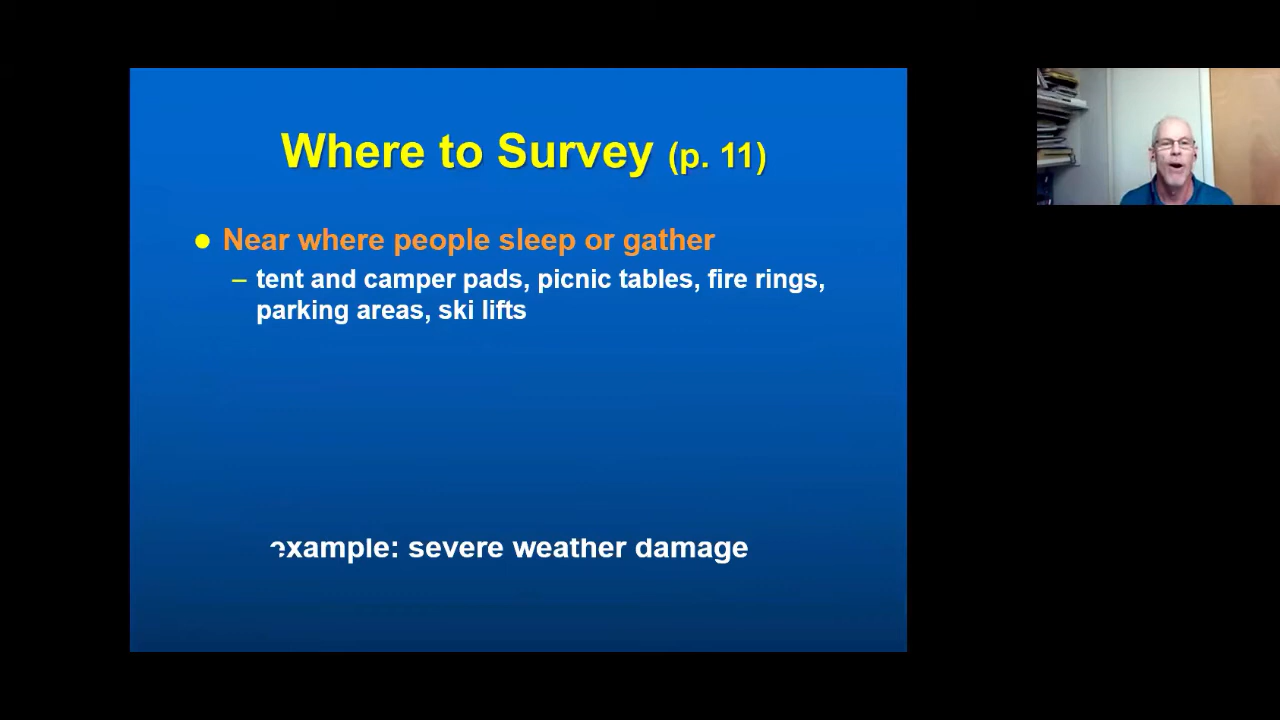 Where to Survey (p. 11)
● Near where people sleep or gather
– tent and camper pads, picnic tables, fire rings,
parking areas, ski lifts
example: severe weather damage